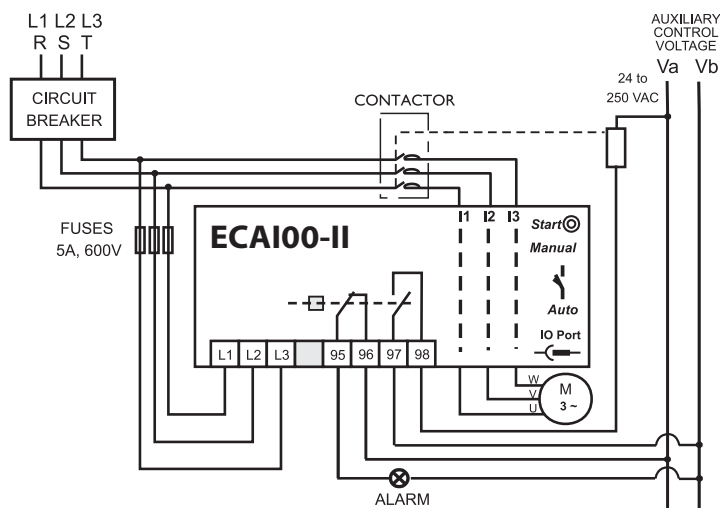 L1 L2 L3
R S T
CIRCUIT
BREAKER
CONTACTOR
AUXILIARY
CONTROL
VOLTAGE
Va Vb
24 to
250 VAC
FUSES
5A, 600V
ECA100-II
I1 I2 I3
Start
Manual
Auto
IO Port
L1 L2 L3 95 96 97 98
W
V
U
M
3 ~
ALARM